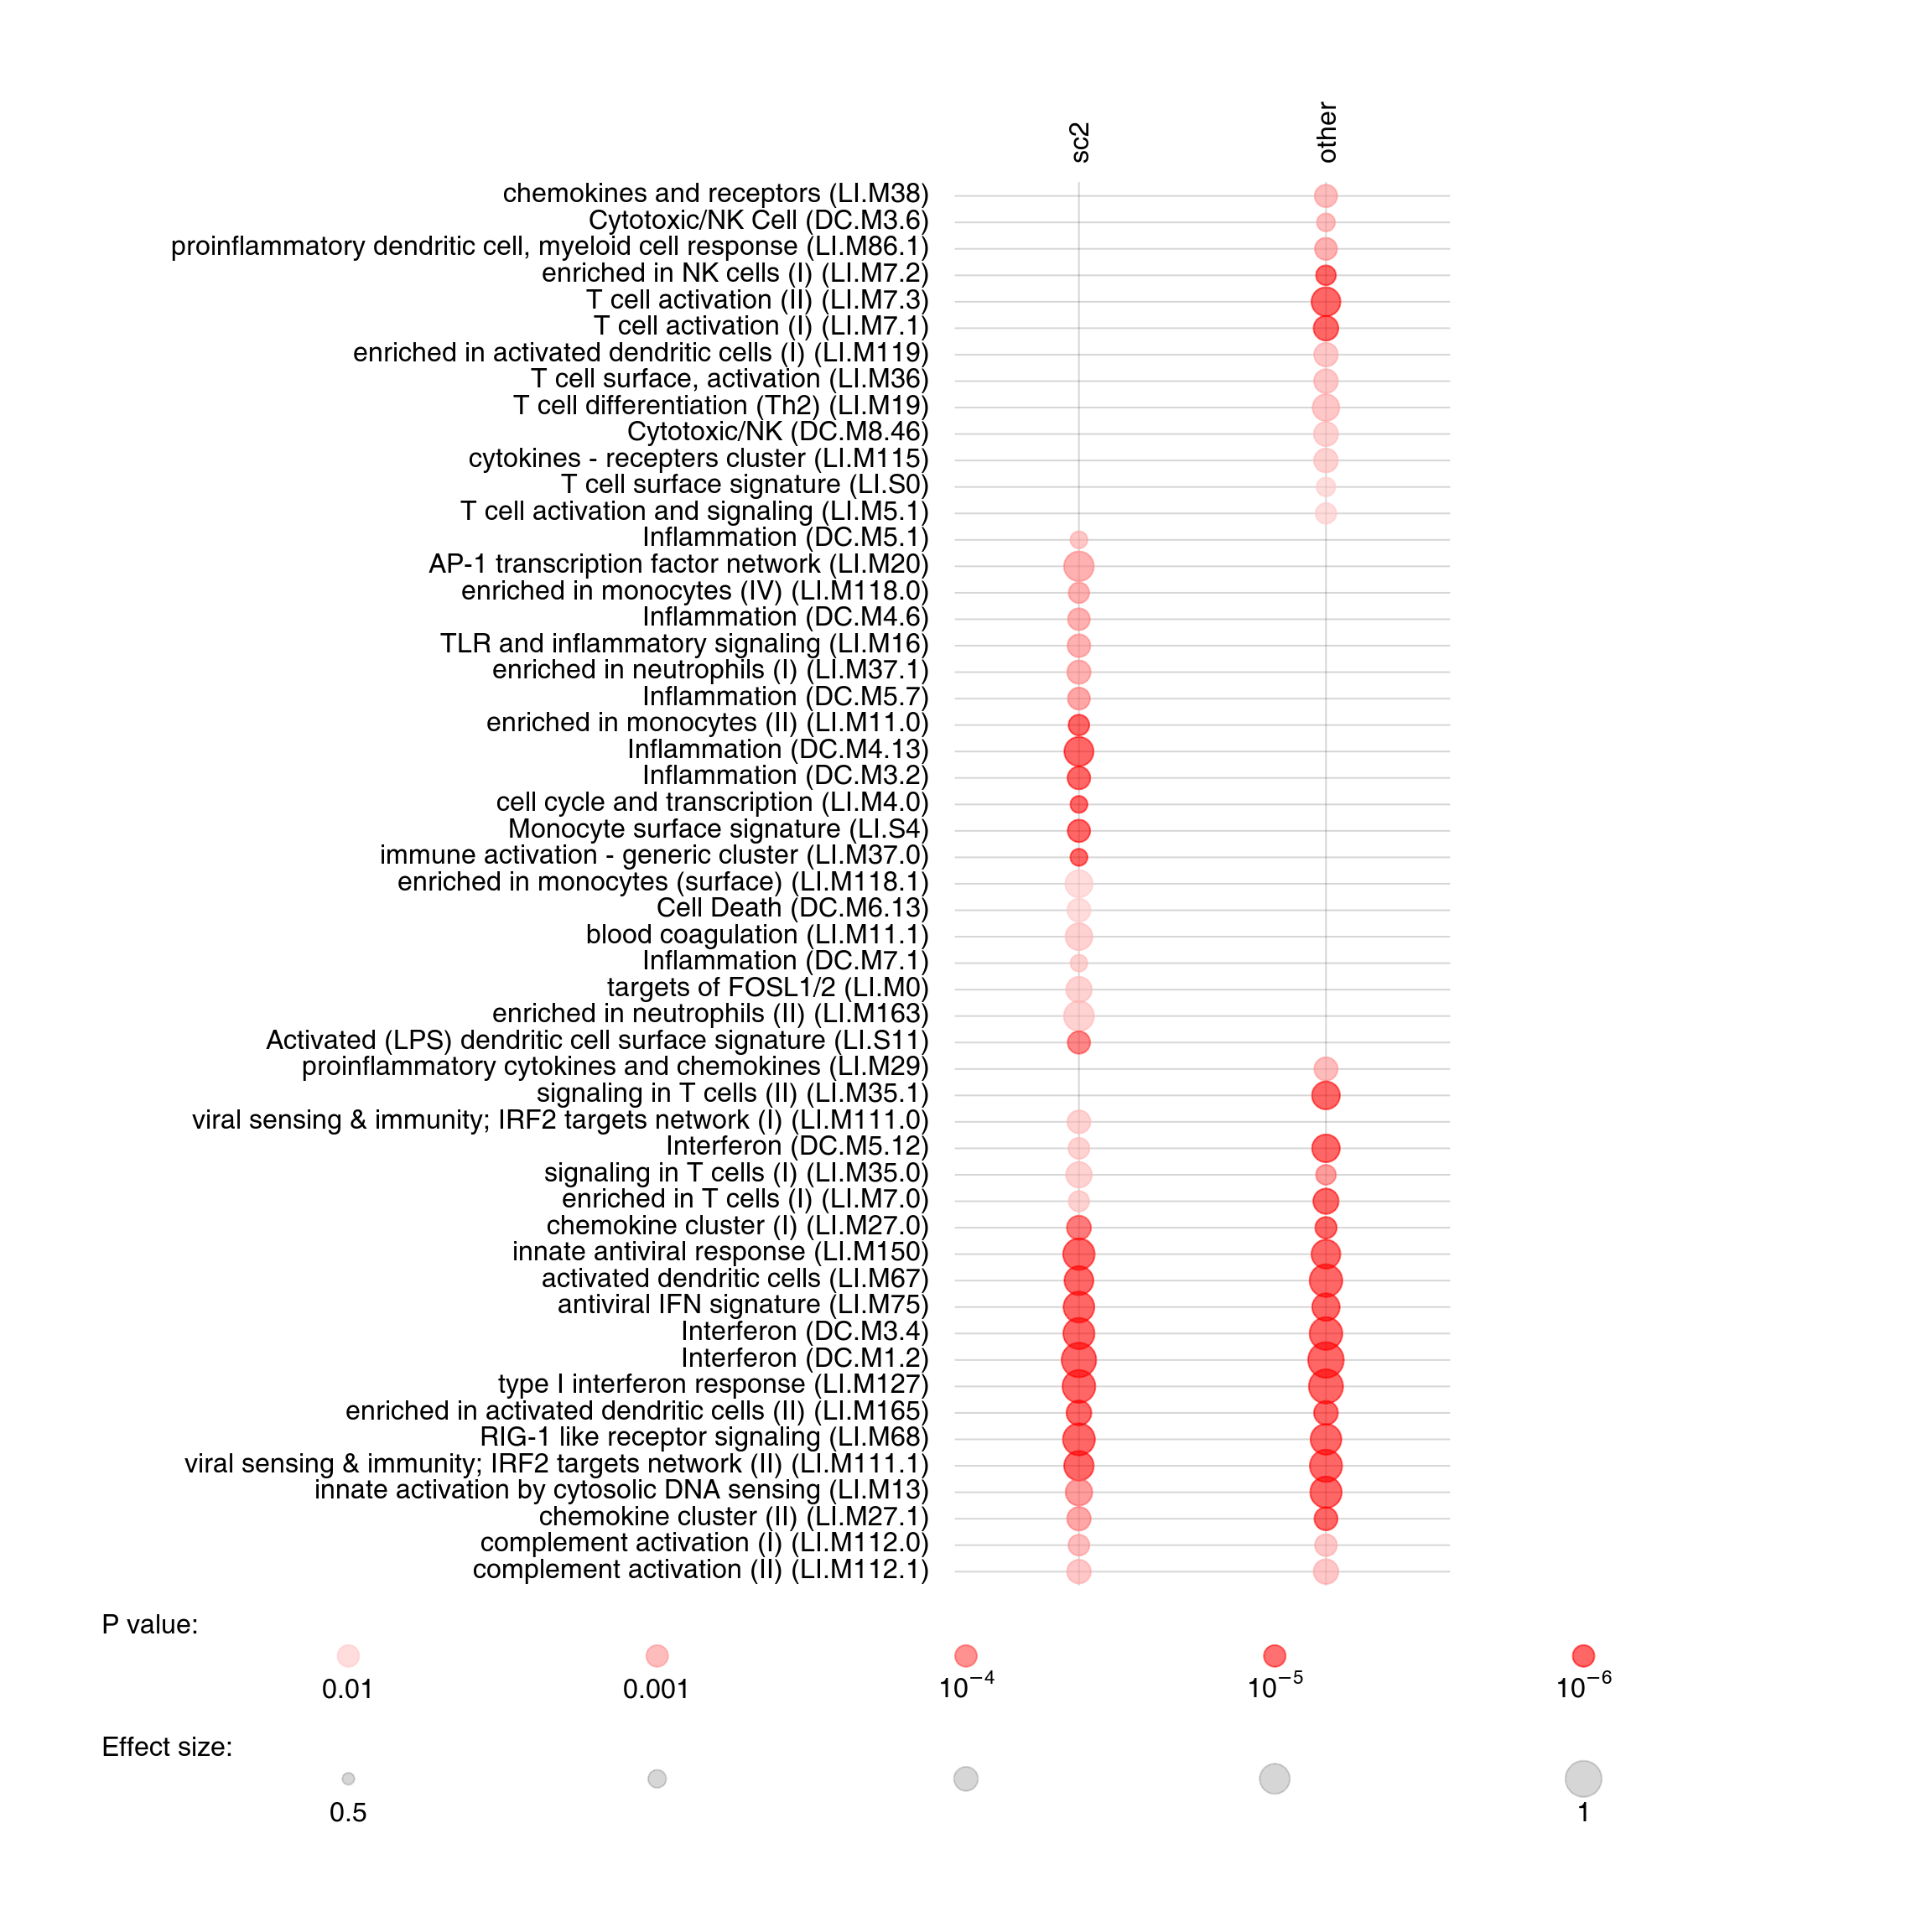 sc2
other
chemokines and receptors (LI.M38)
Cytotoxic/NK Cell (DC.M3.6)
proinflammatory dendritic cell, myeloid cell response (LI.M86.1)
enriched in NK cells (I) (LI.M7.2)
T cell activation (II) (LI.M7.3)
T cell activation (I) (LI.M7.1)
enriched in activated dendritic cells (I) (LI.M119)
T cell surface, activation (LI.M36)
T cell differentiation (Th2) (LI.M19)
Cytotoxic/NK (DC.M8.46)
cytokines - recepters cluster (LI.M115)
T cell surface signature (LI.S0)
T cell activation and signaling (LI.M5.1)
Inflammation (DC.M5.1)
AP-1 transcription factor network (LI.M20)
enriched in monocytes (IV) (LI.M118.0)
Inflammation (DC.M4.6)
TLR and inflammatory signaling (LI.M16)
enriched in neutrophils (I) (LI.M37.1)
Inflammation (DC.M5.7)
enriched in monocytes (II) (LI.M11.0)
Inflammation (DC.M4.13)
Inflammation (DC.M3.2)
cell cycle and transcription (LI.M4.0)
Monocyte surface signature (LI.S4)
immune activation - generic cluster (LI.M37.0)
enriched in monocytes (surface) (LI.M118.1)
Cell Death (DC.M6.13)
blood coagulation (LI.M11.1)
Inflammation (DC.M7.1)
targets of FOSL1/2 (LI.M0)
enriched in neutrophils (II) (LI.M163)
Activated (LPS) dendritic cell surface signature (LI.S11)
proinflammatory cytokines and chemokines (LI.M29)
signaling in T cells (II) (LI.M35.1)
viral sensing & immunity; IRF2 targets network (I) (LI.M111.0)
Interferon (DC.M5.12)
signaling in T cells (I) (LI.M35.0)
enriched in T cells (I) (LI.M7.0)
chemokine cluster (I) (LI.M27.0)
innate antiviral response (LI.M150)
activated dendritic cells (LI.M67)
antiviral IFN signature (LI.M75)
Interferon (DC.M3.4)
Interferon (DC.M1.2)
type I interferon response (LI.M127)
enriched in activated dendritic cells (II) (LI.M165)
RIG-1 like receptor signaling (LI.M68)
viral sensing & immunity; IRF2 targets network (II) (LI.M111.1)
innate activation by cytosolic DNA sensing (LI.M13)
chemokine cluster (II) (LI.M27.1)
complement activation (I) (LI.M112.0)
complement activation (II) (LI.M112.1)
P value:
0.01 0.001 10⁻⁴ 10⁻⁵ 10⁻⁶
Effect size:
0.5 1